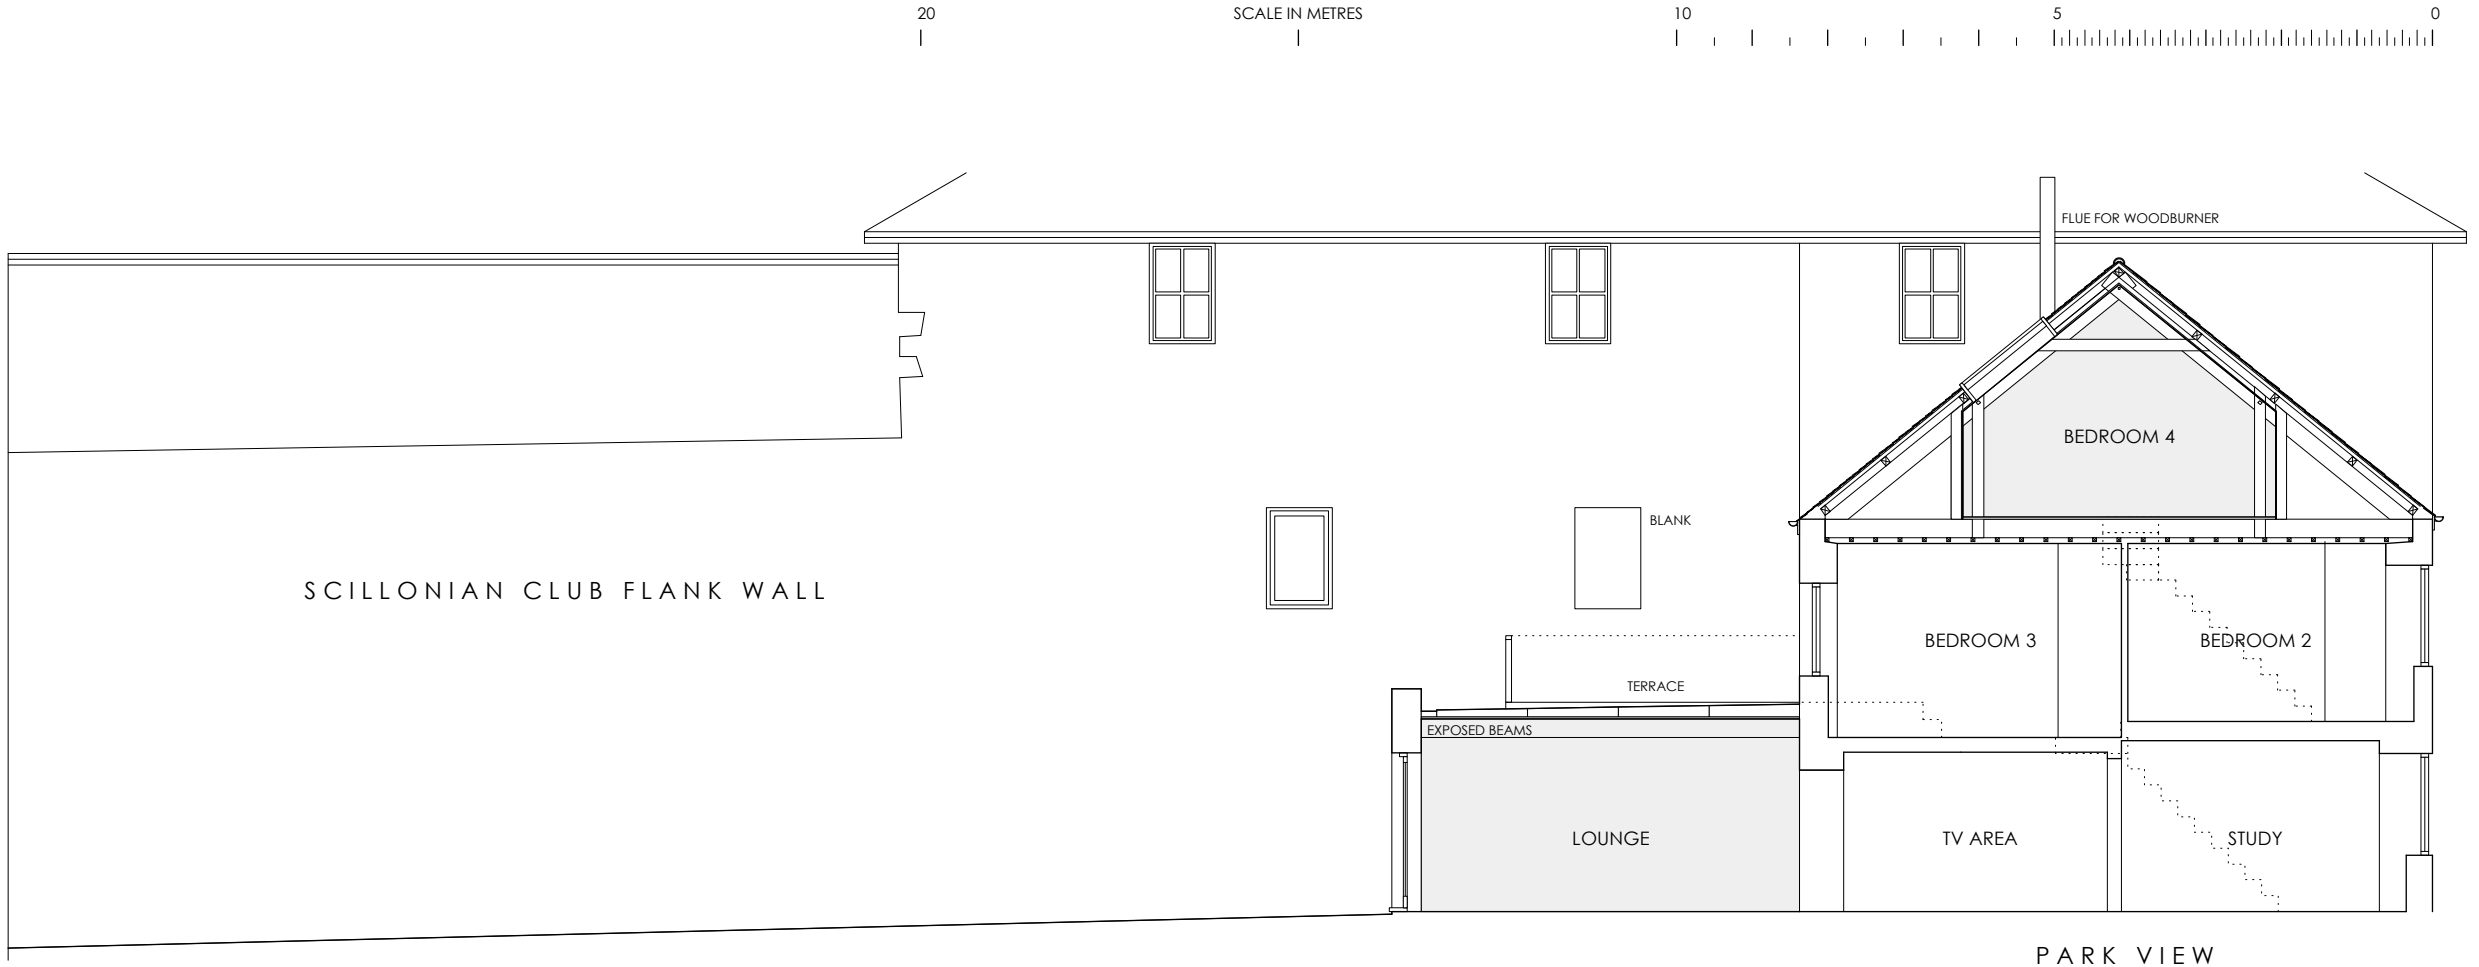 20 SCALE IN METRES 10 5 0
FLUE FOR WOODBURNER
BEDROOM 4
BLANK
SCILLONIAN CLUB FLANK WALL
BEDROOM 3 BEDROOM 2
TERRACE
EXPOSED BEAMS
LOUNGE TV AREA STUDY
PARK VIEW